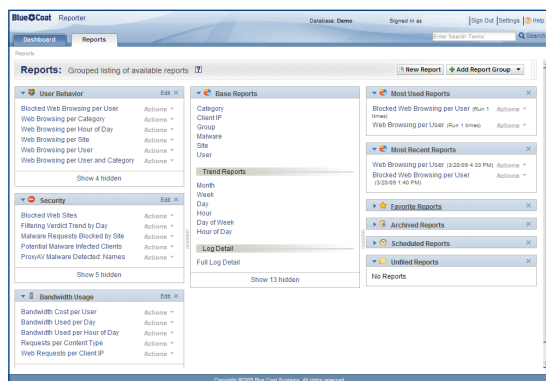 Blue Coat Reporter
Database: Demo
Signed in as
Sign Out Settings Help
Dashboard
Reports
Enter Search Terms
Search
Reports
Reports: Grouped listing of available reports ?
New Report
Add Report Group
User Behavior Edit
Blocked Web Browsing per User Actions
Web Browsing per Category Actions
Web Browsing per Hour of Day Actions
Web Browsing per Site Actions
Web Browsing per User Actions
Web Browsing per User and Category Actions
Show 4 hidden
Security Edit
Blocked Web Sites Actions
Filtering Verdict Trend by Day Actions
Malware Requests Blocked by Site Actions
Potential Malware Infected Clients Actions
ProxyAV Malware Detected: Names Actions
Show 5 hidden
Bandwidth Usage Edit
Bandwidth Cost per User Actions
Bandwidth Used per Day Actions
Bandwidth Used per Hour of Day Actions
Requests per Content Type Actions
Web Requests per Client IP Actions
Base Reports
Category
Client IP
Group
Malware
Site
User
Trend Reports
Month
Week
Day
Hour
Day of Week
Hour of Day
Log Detail
Full Log Detail
Show 13 hidden
Most Used Reports
Blocked Web Browsing per User (Run 1 Actions
times)
Web Browsing per User (Run 1 times) Actions
Most Recent Reports
Web Browsing per User (3/20/09 4:33 PM) Actions
Blocked Web Browsing per User Actions
(3/20/09 1:40 PM)
Favorite Reports
Archived Reports
Scheduled Reports
Unfiled Reports
No Reports
Copyright ©2009 Blue Coat Systems. All rights reserved.